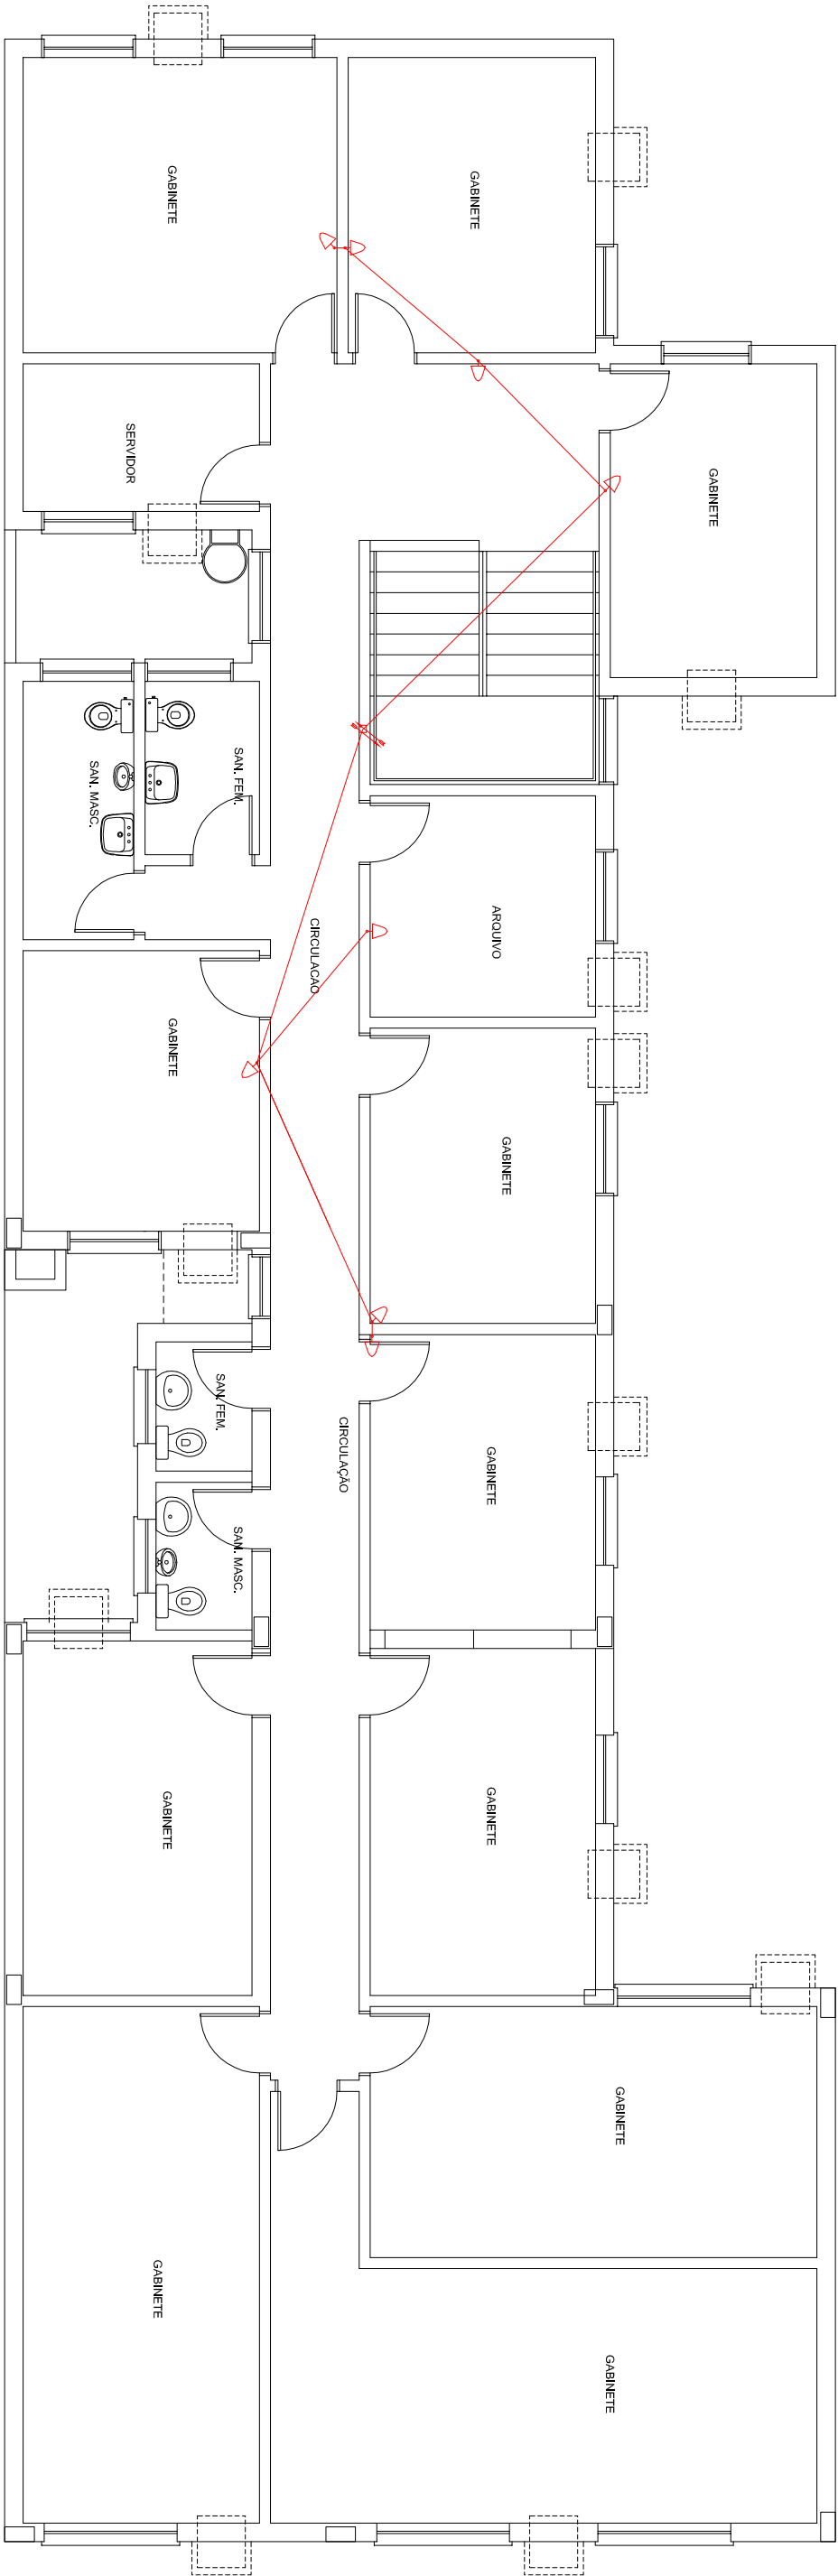 GABINETE
GABINETE
SERVIDOR
GABINETE
SAN. FEM.
SAN. MASC.
CIRCULACAO
ARQUIVO
GABINETE
GABINETE
SAN. FEM.
CIRCULAÇÃO
GABINETE
SAN. MASC.
GABINETE
GABINETE
GABINETE
GABINETE
GABINETE